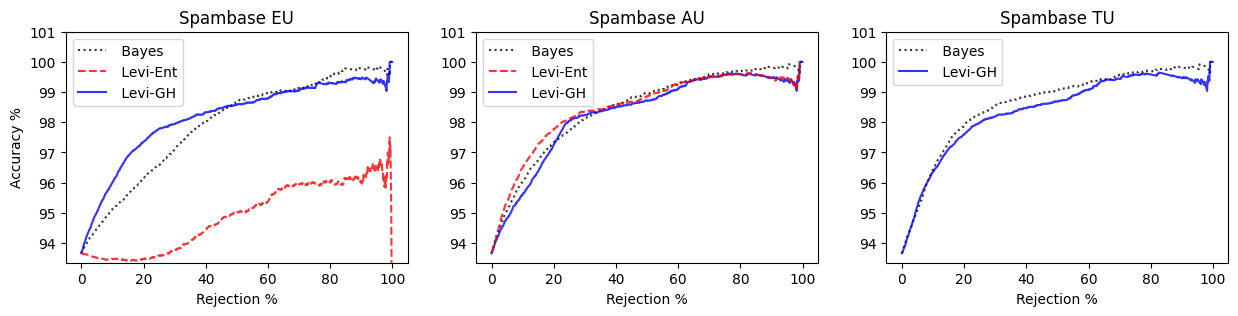 Spambase EU
Accuracy %
101
100
99
98
97
96
95
94
Bayes
Levi-Ent
Levi-GH
0 20 40 60 80 100
Rejection %
Spambase AU
101
100
99
98
97
96
95
94
Bayes
Levi-Ent
Levi-GH
0 20 40 60 80 100
Rejection %
Spambase TU
101
100
99
98
97
96
95
94
Bayes
Levi-GH
0 20 40 60 80 100
Rejection %